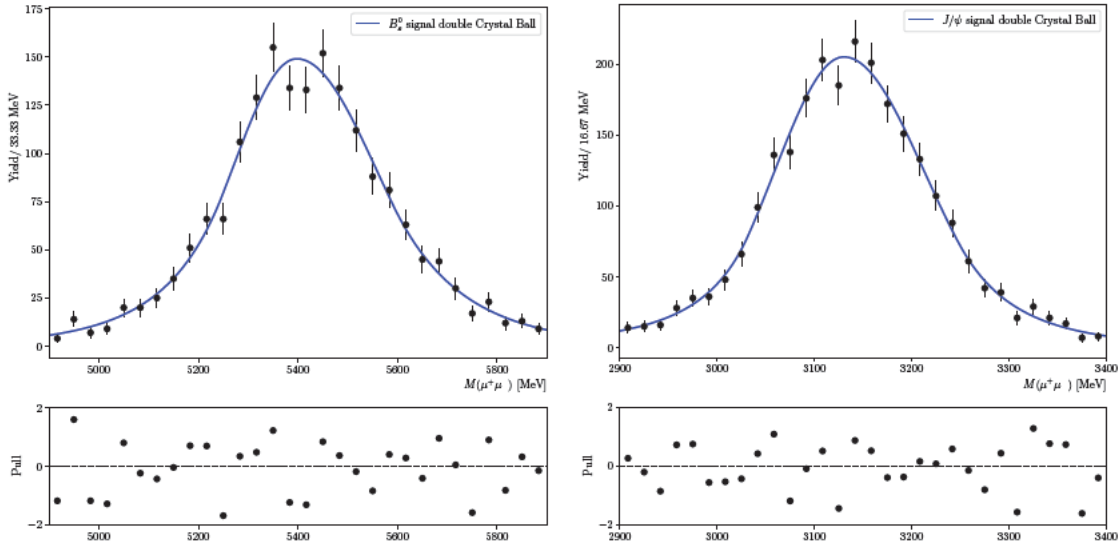 B_s^0 signal double Crystal Ball
Yield/ 33.33 MeV
175
150
125
100
75
50
25
0
5000 5200 5400 5600 5800
M(μ+μ ) [MeV]
Pull
2
0
−2
5000 5200 5400 5600 5800
J/ψ signal double Crystal Ball
Yield/ 16.67 MeV
200
150
100
50
0
2900 3000 3100 3200 3300 3400
M(μ+μ ) [MeV]
Pull
2
0
−2
2900 3000 3100 3200 3300 3400